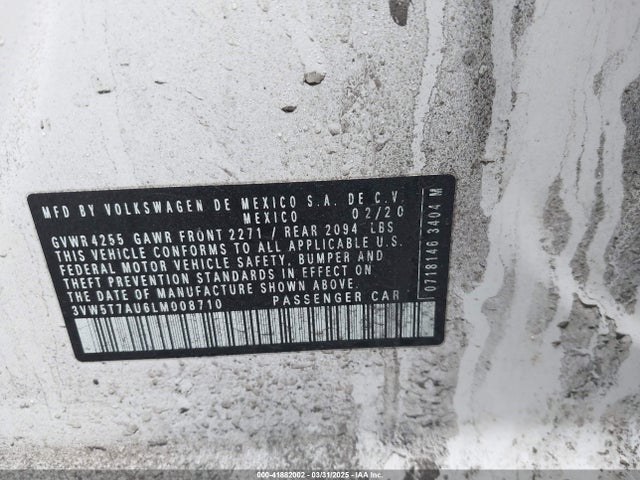 MFD BY VOLKSWAGEN DE MEXICO S.A. DE C.V.
MEXICO 02/20
GVWR 4255 GAWR FRONT 2271 / REAR 2094 LBS
THIS VEHICLE CONFORMS TO ALL APPLICABLE U.S.
FEDERAL MOTOR VEHICLE SAFETY, BUMPER AND
THEFT PREVENTION STANDARDS IN EFFECT ON
THE DATE OF MANUFACTURE SHOWN ABOVE.
3VW5T7AU6LM008710 PASSENGER CAR
0718146 3404 M
000-41882002 - 03/31/2025 - IAA Inc.